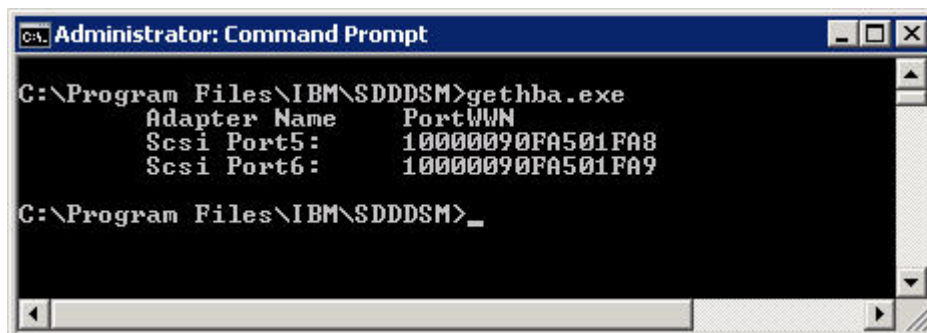 Administrator: Command Prompt
C:\Program Files\IBM\SDDDSM>gethba.exe
Adapter Name PortWWN
Scsi Port5: 10000090FA501FA8
Scsi Port6: 10000090FA501FA9
C:\Program Files\IBM\SDDDSM>_